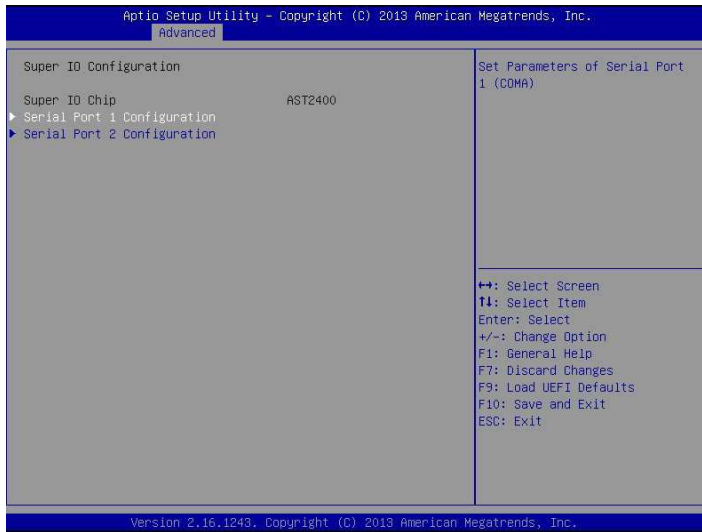 Aptio Setup Utility - Copyright (C) 2013 American Megatrends, Inc.
Advanced
Super IO Configuration
Super IO Chip AST2400
Serial Port 1 Configuration
Serial Port 2 Configuration
Set Parameters of Serial Port
1 (COMA)
↔: Select Screen
↑↓: Select Item
Enter: Select
+/-: Change Option
F1: General Help
F7: Discard Changes
F9: Load UEFI Defaults
F10: Save and Exit
ESC: Exit
Version 2.16.1243. Copyright (C) 2013 American Megatrends, Inc.